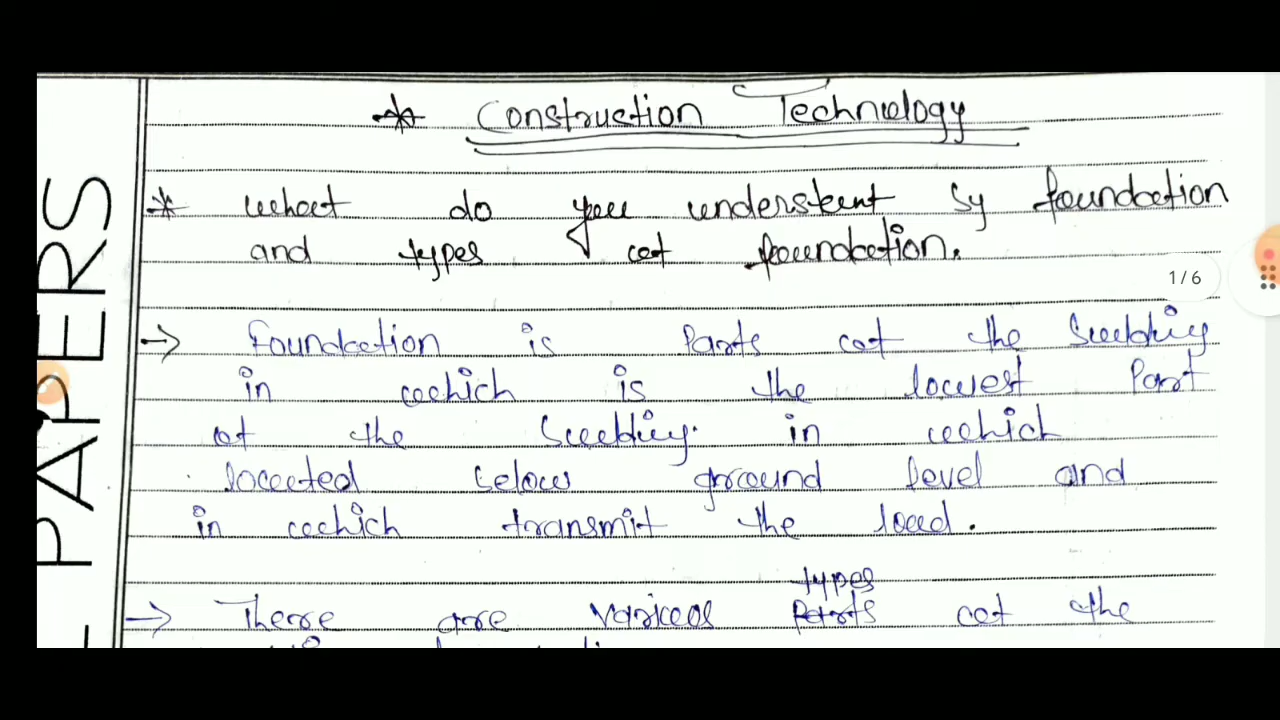 * Construction Technology
* What do you understent by foundation
and types of foundation.
1 / 6
→ Foundation is Parts of the building
in which is the lowest Part
of the building. in which
located below ground level and
in which transmit the load.
types
→ There are various Parts of the
PAPERS